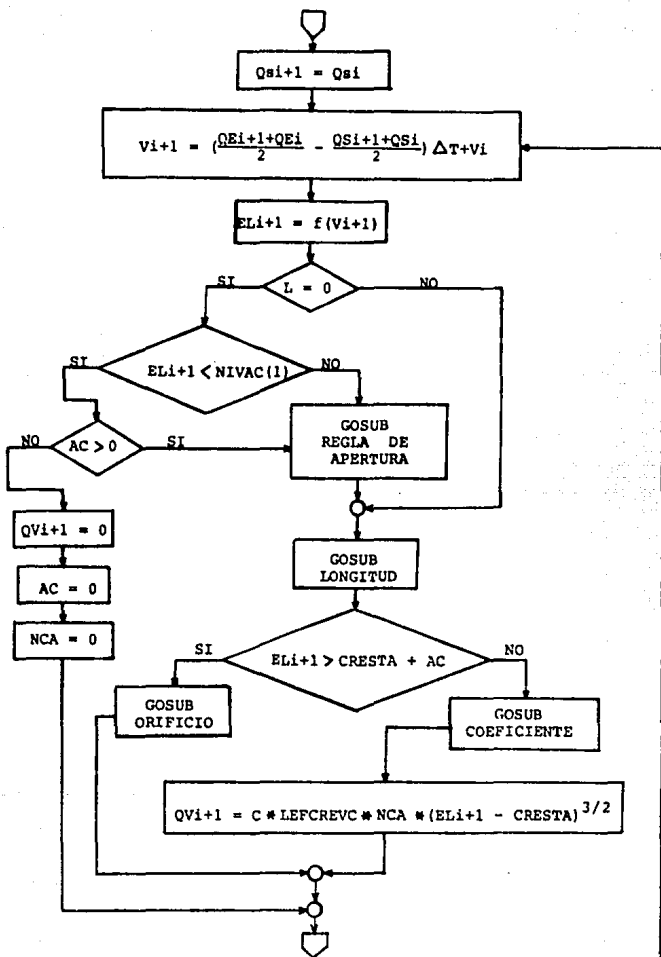 Qsi+1 = Qsi
Vi+1 = (QEi+1+QEi/2 - QSi+1+QSi/2) ΔT+Vi
ELi+1 = f(Vi+1)
SI
L = 0
NO
SI
ELi+1 < NIVAC(1)
NO
NO
AC > 0
SI
GOSUB
REGLA DE
APERTURA
QVi+1 = 0
GOSUB
LONGITUD
AC = 0
NCA = 0
SI
ELi+1 > CRESTA + AC
NO
GOSUB
ORIFICIO
GOSUB
COEFICIENTE
QVi+1 = C * LEFCREVC * NCA * (ELi+1 - CRESTA)^3/2